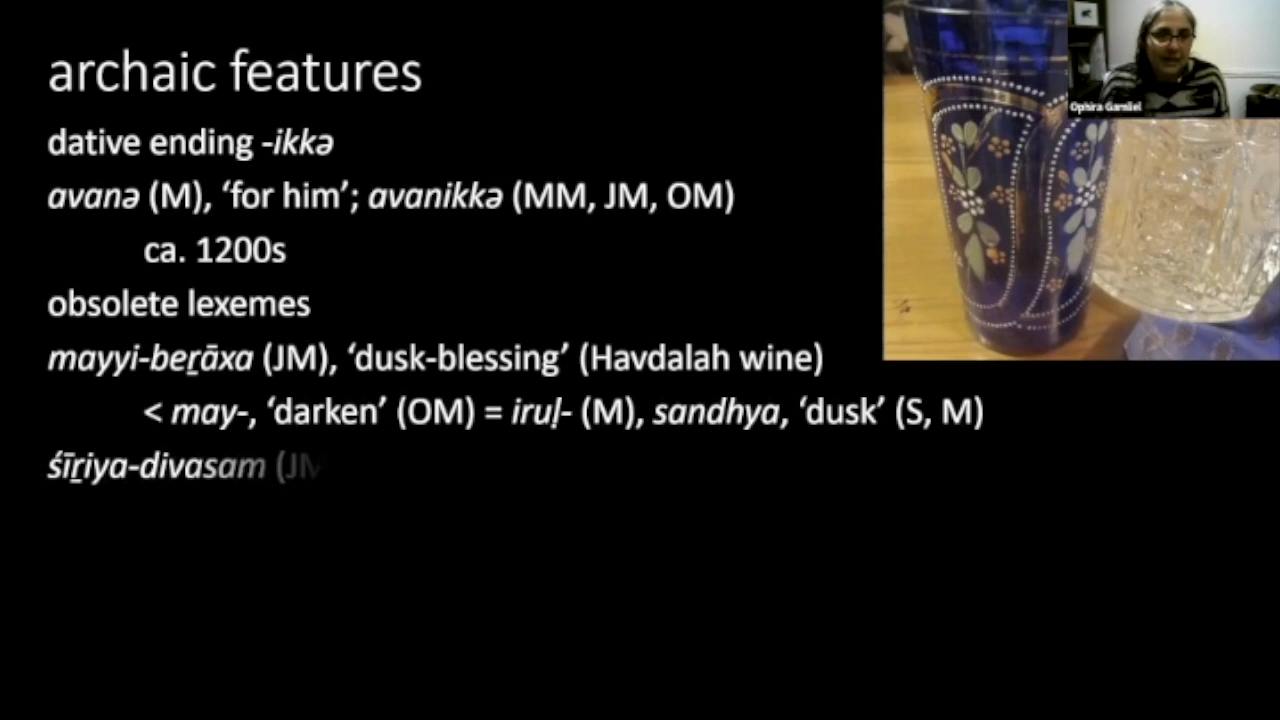 archaic features
dative ending -ikkə
avanə (M), ‘for him’; avanikkə (MM, JM, OM)
ca. 1200s
obsolete lexemes
mayyi-beṟāxa (JM), ‘dusk-blessing’ (Havdalah wine)
< may-, ‘darken’ (OM) = iruḷ- (M), sandhya, ‘dusk’ (S, M)
śīṟiya-divasam (JM
Ophira Gamliel